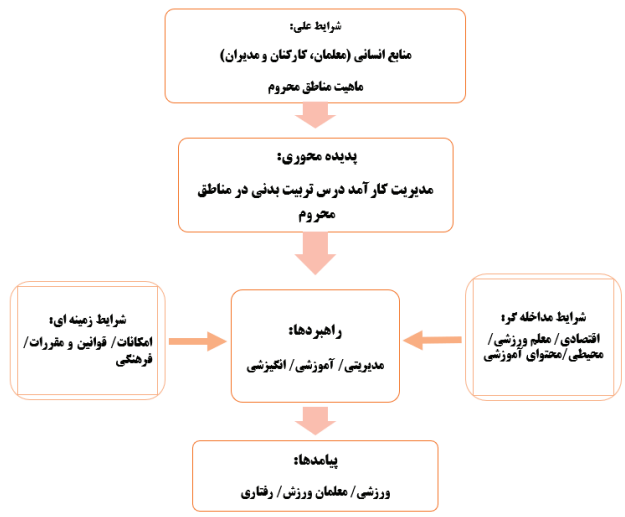 شرایط علی:
منابع انسانی (معلمان، کارکنان و مدیران)
ماهیت مناطق محروم
پدیده محوری:
مدیریت کارآمد درس تربیت بدنی در مناطق
محروم
شرایط مداخله گر:
اقتصادی/ معلم ورزشی/
محیطی/محتوای آموزشی
راهبردها:
مدیریتی/ آموزشی/ انگیزشی
شرایط زمینه ای:
امکانات/ قوانین و مقررات/
فرهنگی
پیامدها:
ورزشی/ معلمان ورزش/ رفتاری